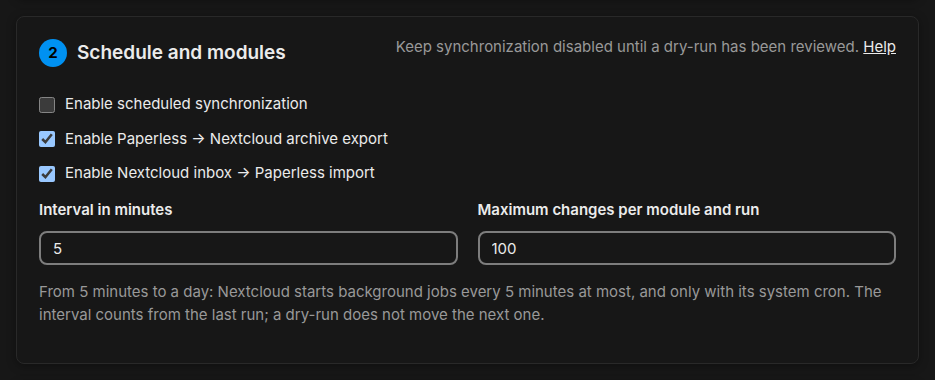 2 Schedule and modules
Keep synchronization disabled until a dry-run has been reviewed. Help
Enable scheduled synchronization
Enable Paperless → Nextcloud archive export
Enable Nextcloud inbox → Paperless import
Interval in minutes
5
Maximum changes per module and run
100
From 5 minutes to a day: Nextcloud starts background jobs every 5 minutes at most, and only with its system cron. The
interval counts from the last run; a dry-run does not move the next one.